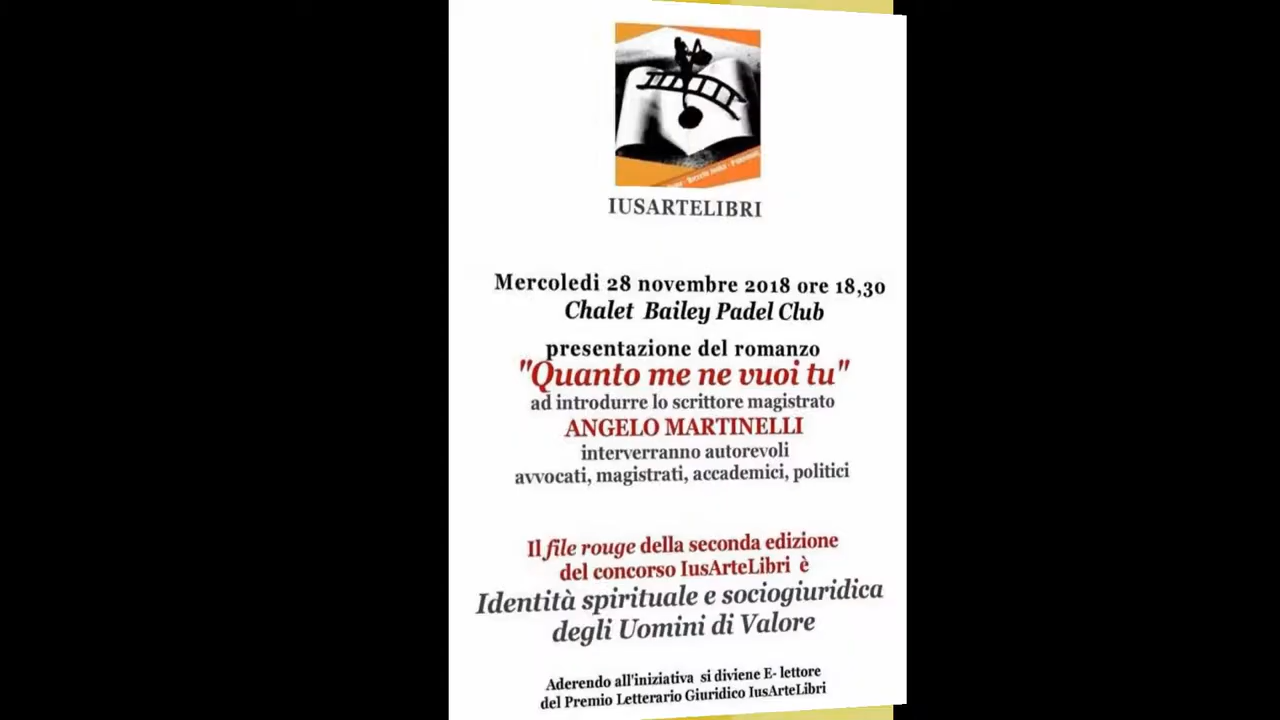 IUSARTELIBRI
Mercoledi 28 novembre 2018 ore 18,30
Chalet Bailey Padel Club
presentazione del romanzo
"Quanto me ne vuoi tu"
ad introdurre lo scrittore magistrato
ANGELO MARTINELLI
interverranno autorevoli
avvocati, magistrati, accademici, politici
Il file rouge della seconda edizione
del concorso IusArteLibri è
Identità spirituale e sociogiuridica
degli Uomini di Valore
Aderendo all'iniziativa si diviene E- lettore
del Premio Letterario Giuridico IusArteLibri